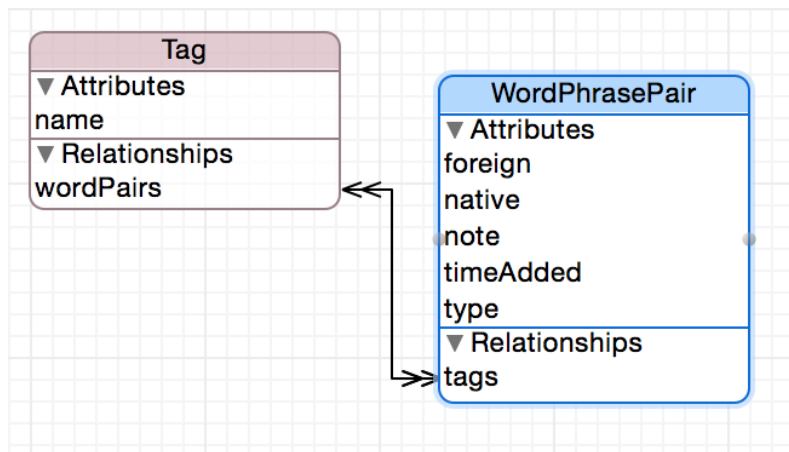 Tag
▼ Attributes
name
▼ Relationships
wordPairs
WordPhrasePair
▼ Attributes
foreign
native
note
timeAdded
type
▼ Relationships
tags